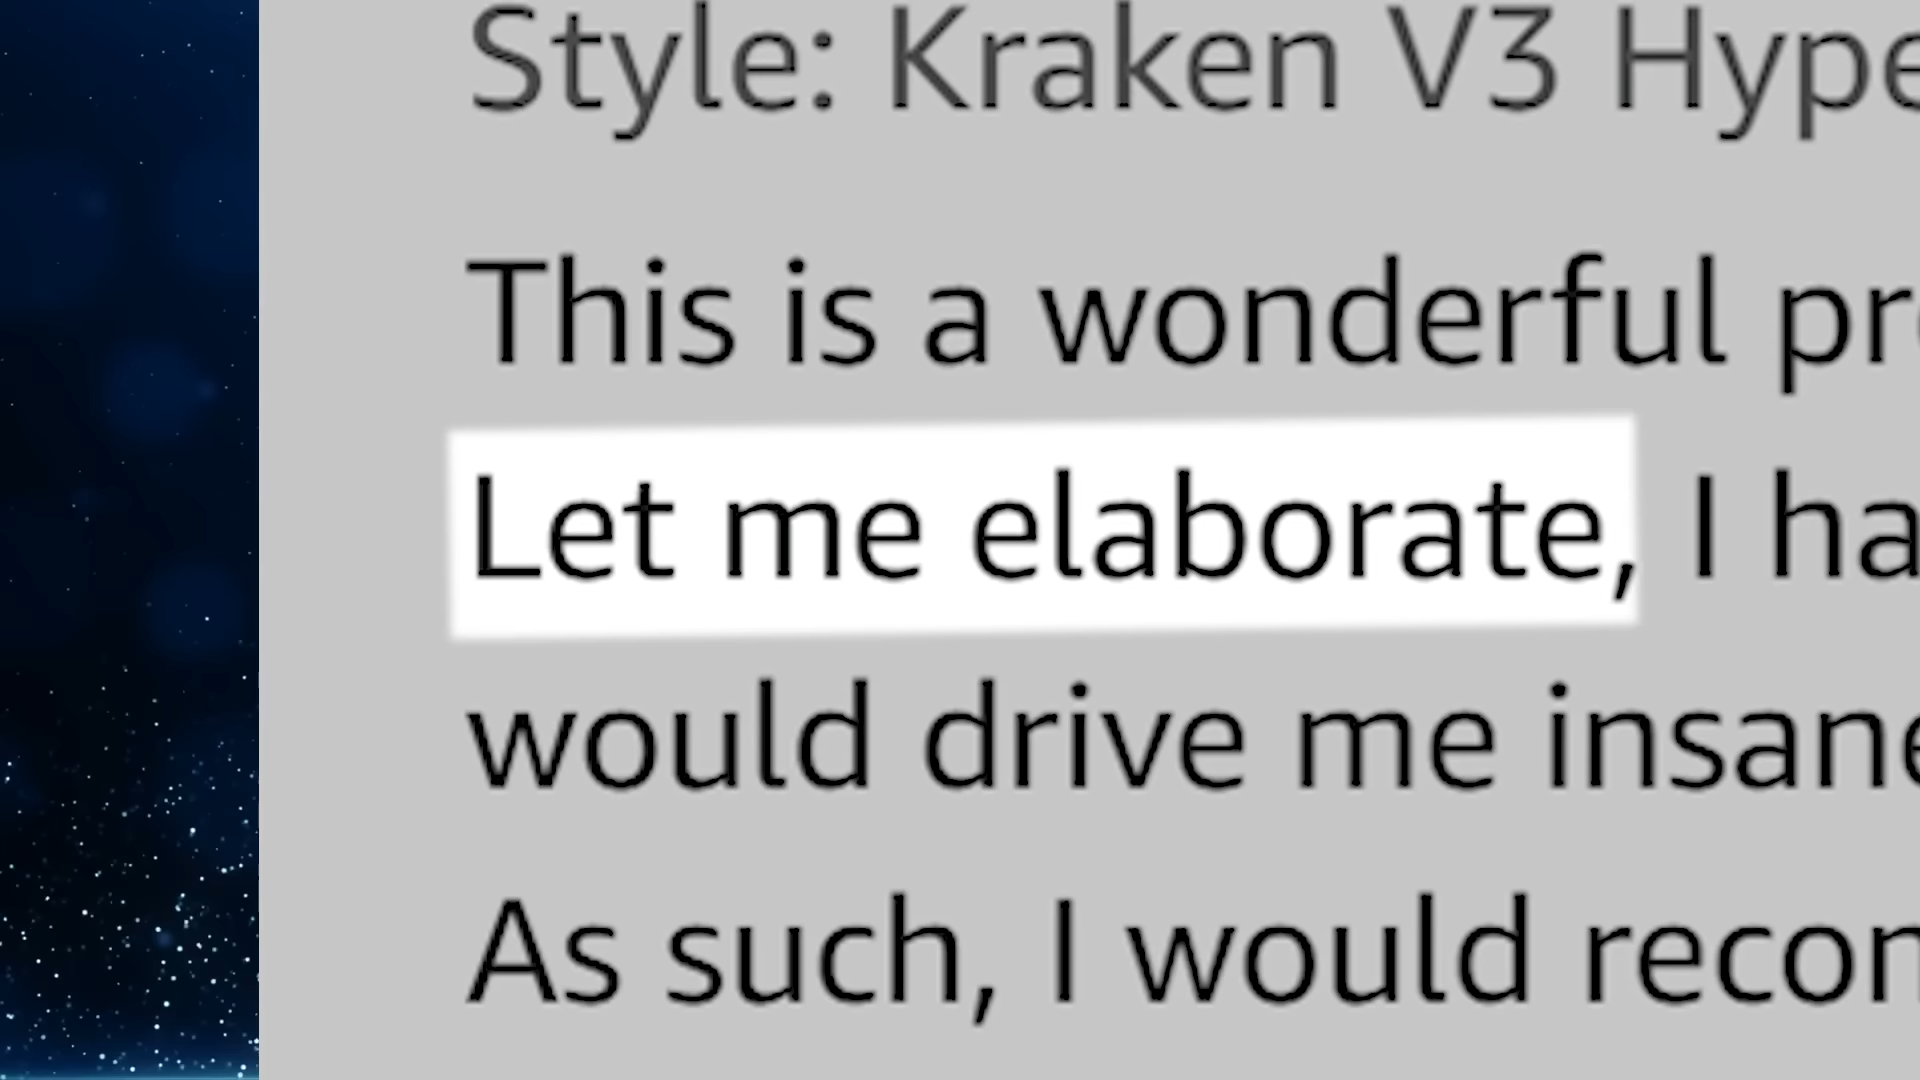 Style: Kraken V3 Hype
This is a wonderful pr
Let me elaborate, I ha
would drive me insane
As such, I would recon